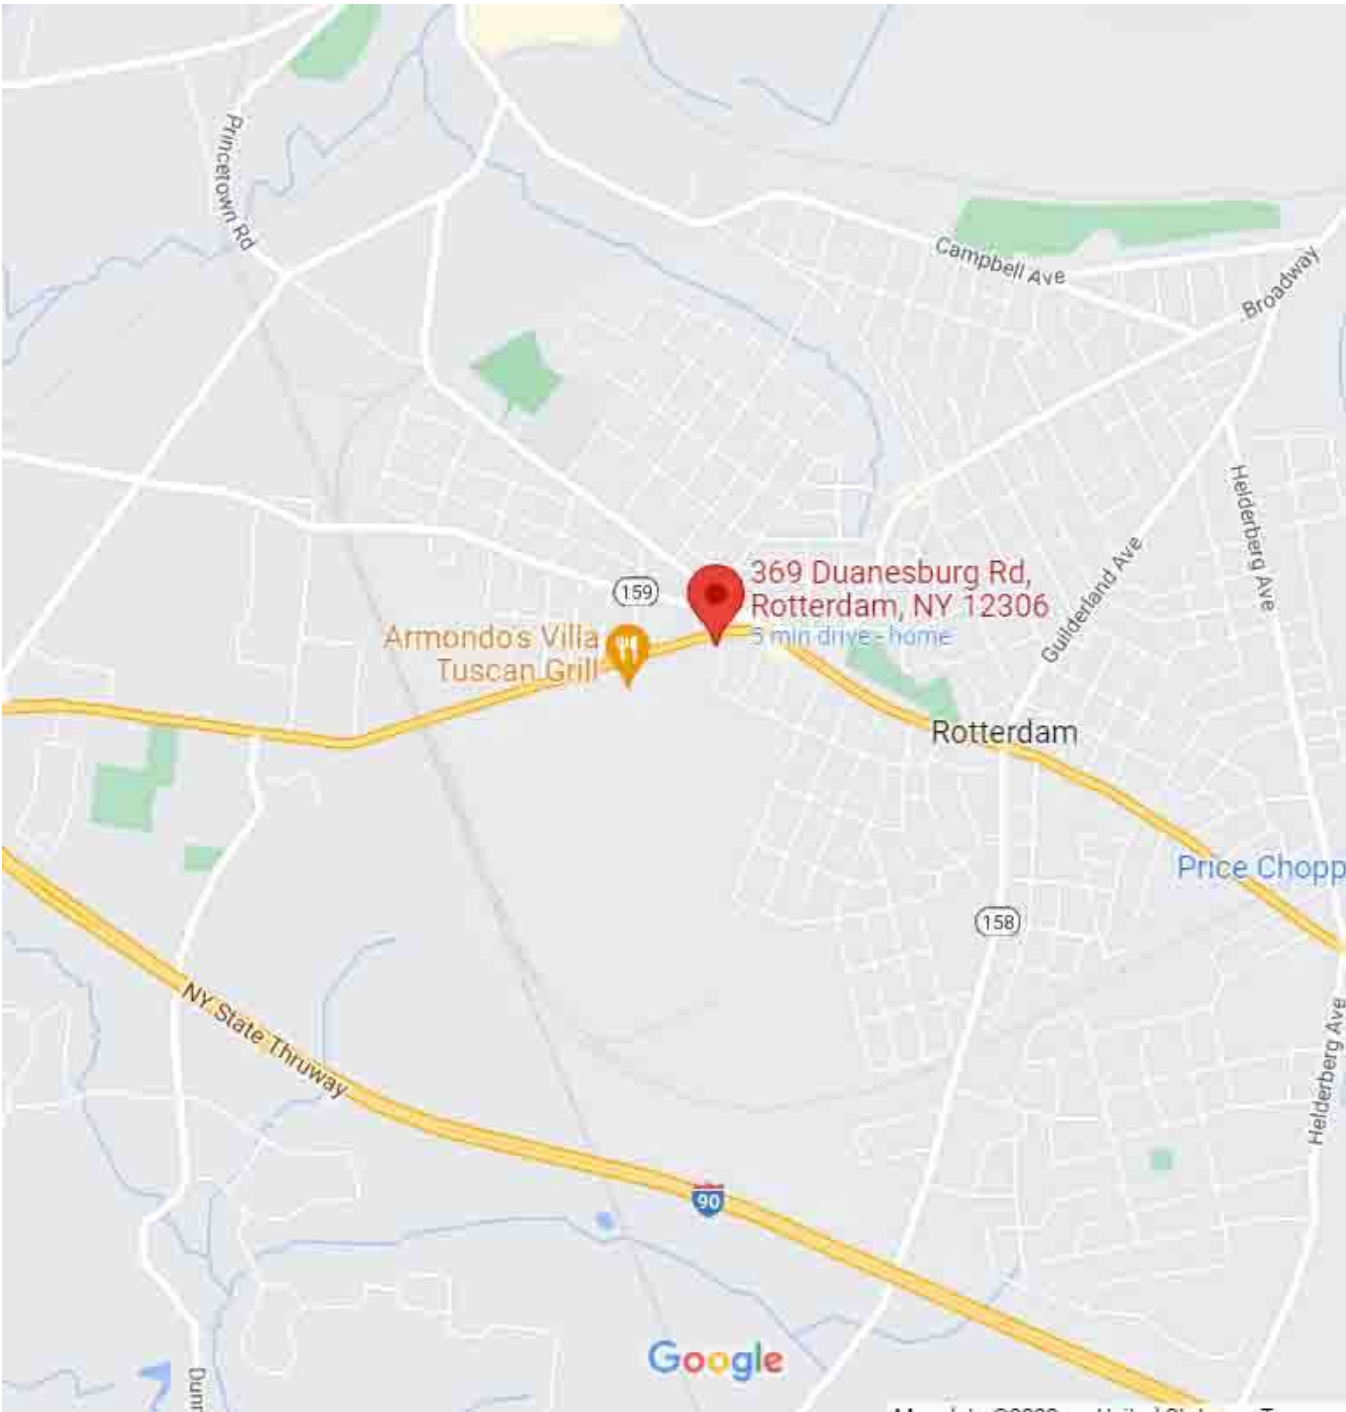 Princetown Rd
Campbell Ave
Broadway
Helderberg Ave
Guilderland Ave
369 Duanesburg Rd,
Rotterdam, NY 12306
5 min drive - home
159
Armondo's Villa
Tuscan Grill
Rotterdam
Price Chopp
158
NY State Thruway
Helderberg Ave
90
Google
Dunn